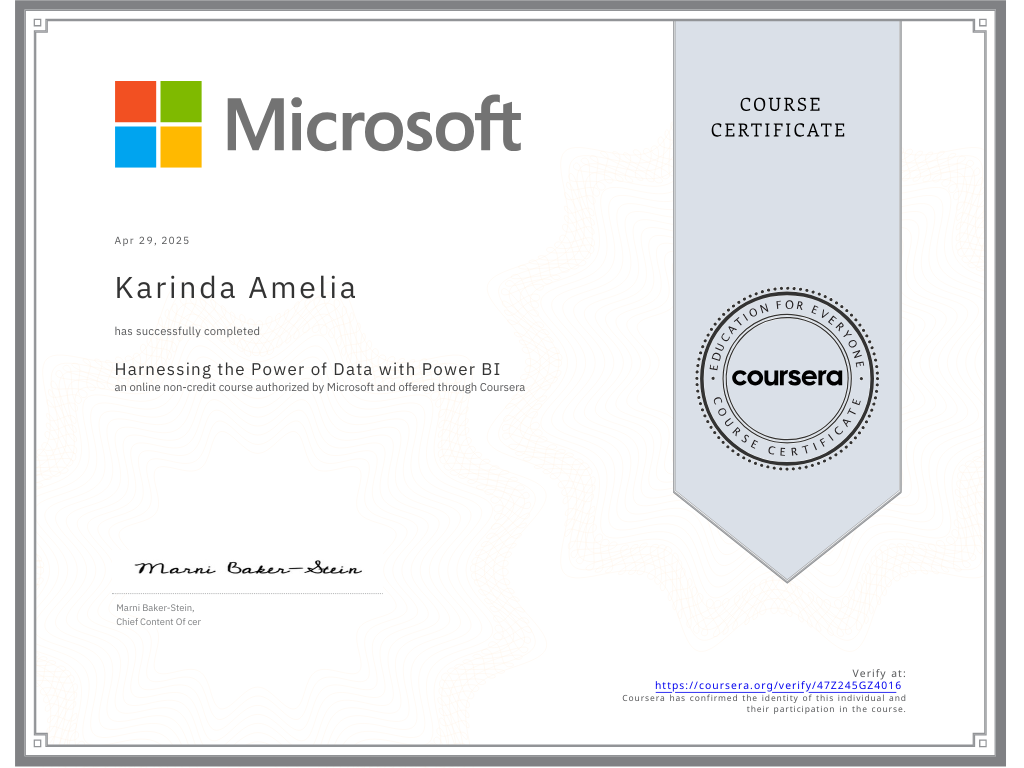 Microsoft
COURSE
CERTIFICATE
Apr 29, 2025
Karinda Amelia
has successfully completed
Harnessing the Power of Data with Power BI
an online non-credit course authorized by Microsoft and offered through Coursera
EDUCATION FOR EVERYONE
coursera
COURSE CERTIFICATE
Marni Baker-Stein
Marni Baker-Stein,
Chief Content Of cer
Verify at:
https://coursera.org/verify/47Z245GZ4016
Coursera has confirmed the identity of this individual and
their participation in the course.